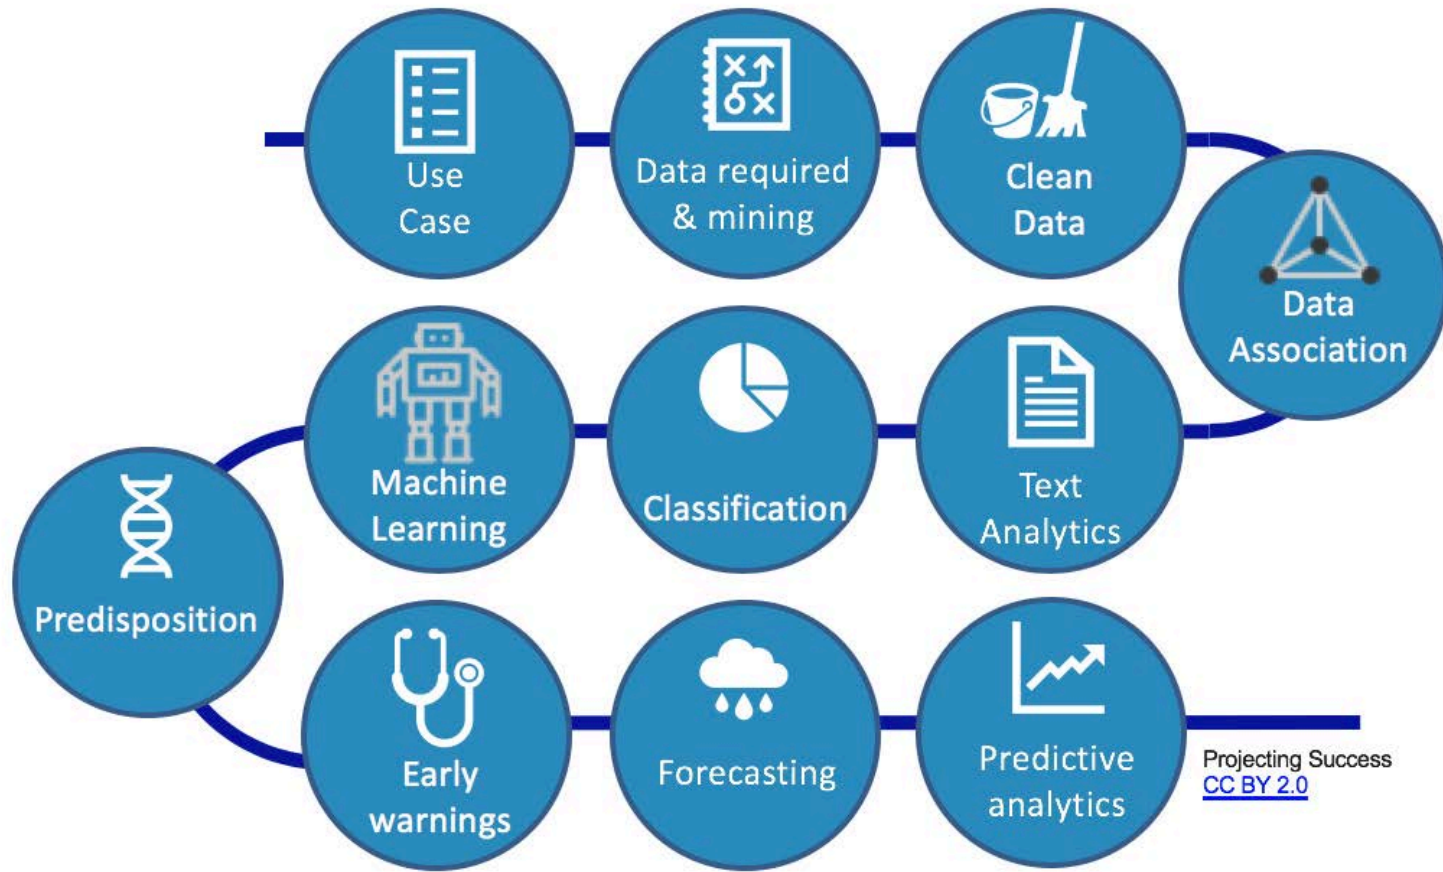 Use
Case
Data required
& mining
Clean
Data
Data
Association
Text
Analytics
Classification
Machine
Learning
Predisposition
Early
warnings
Forecasting
Predictive
analytics
Projecting Success
CC BY 2.0